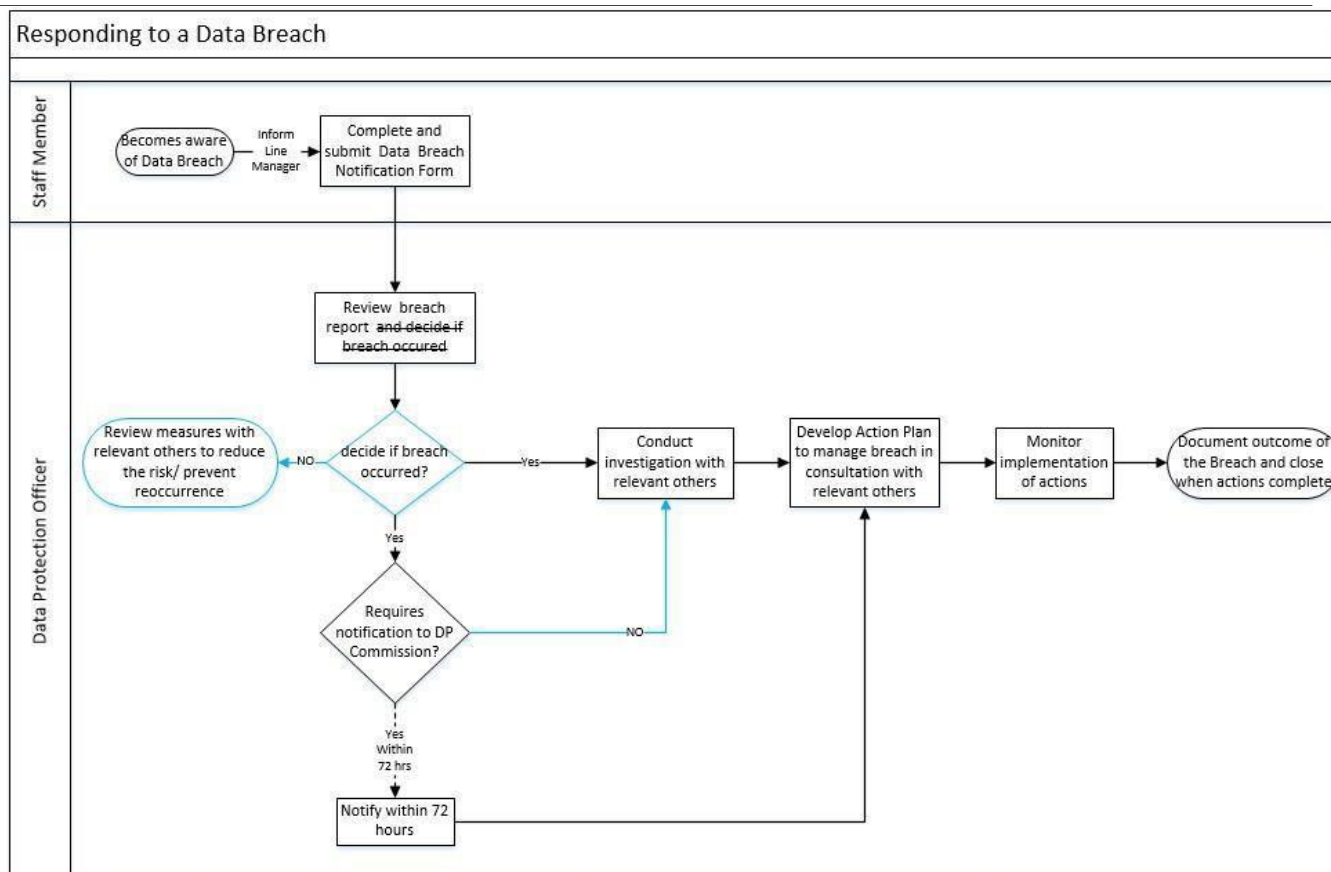 Responding to a Data Breach
Staff Member
Becomes aware
of Data Breach
Inform
Line
Manager
Complete and
submit Data Breach
Notification Form
Data Protection Officer
Review breach
report and decide if
breach occured
decide if breach
occurred?
NO
Review measures with
relevant others to reduce
the risk/ prevent
reoccurrence
Yes
Conduct
investigation with
relevant others
Develop Action Plan
to manage breach in
consultation with
relevant others
Monitor
implementation
of actions
Document outcome of
the Breach and close
when actions complete
Yes
Requires
notification to DP
Commission?
NO
Yes
Within
72 hrs
Notify within 72
hours